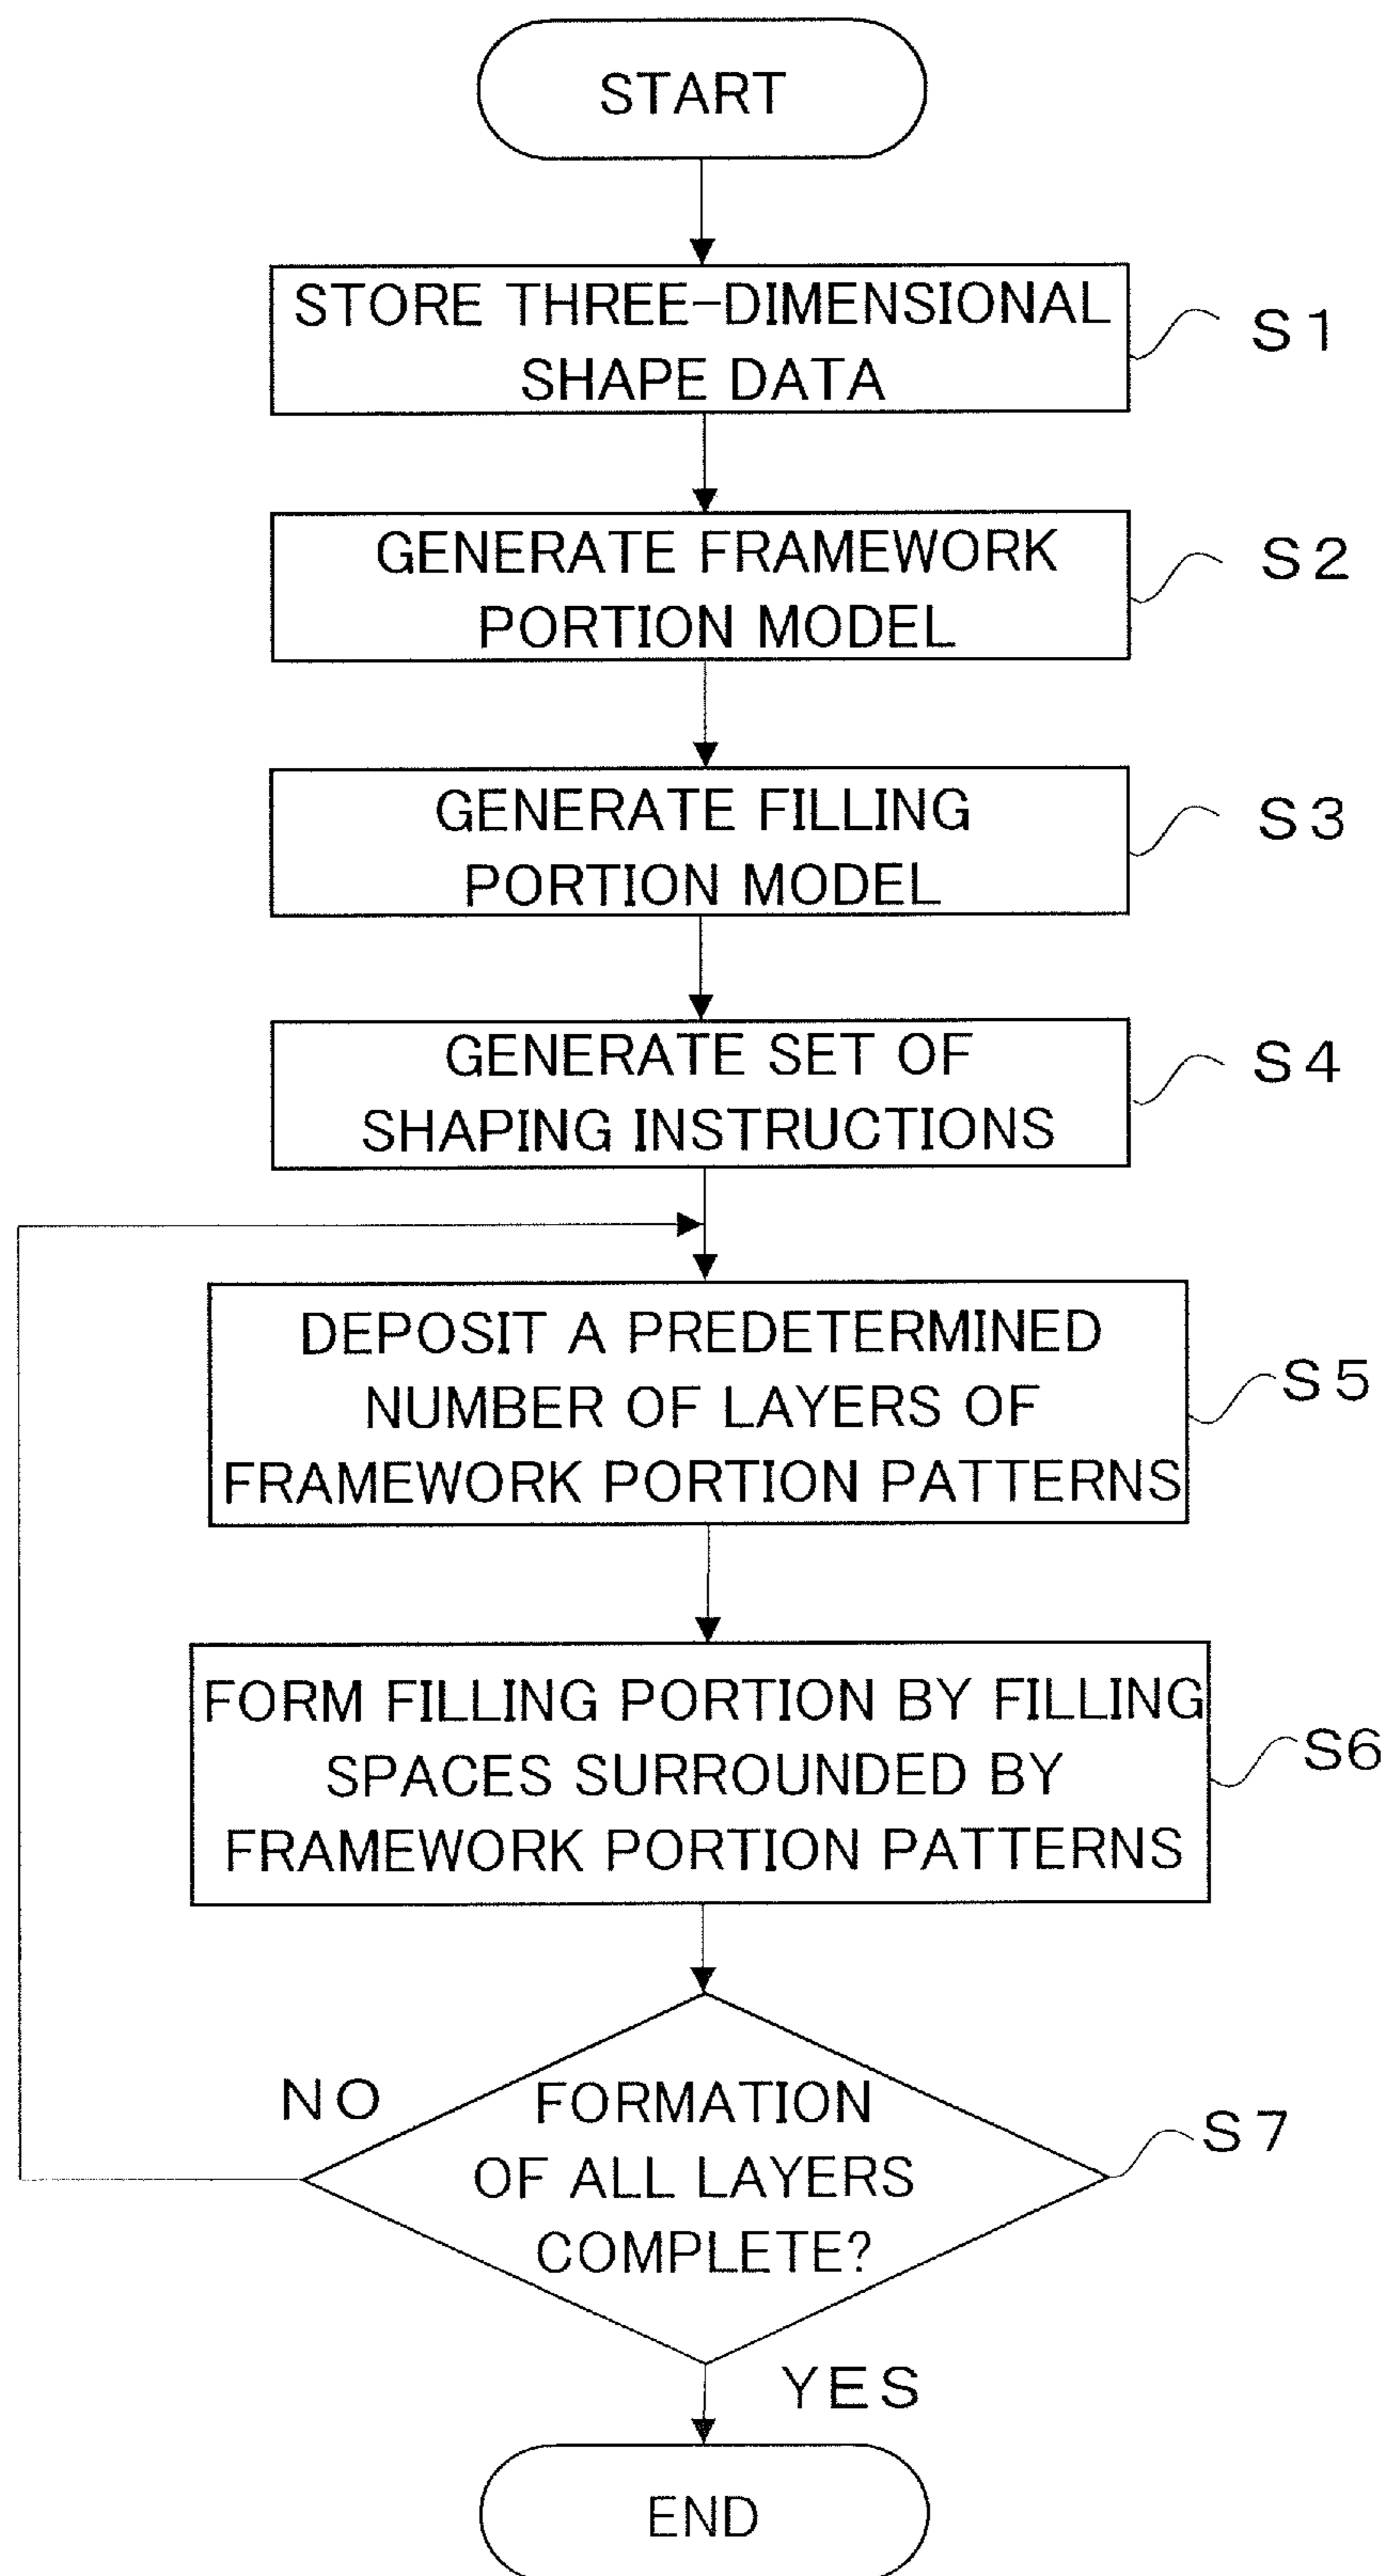 START
STORE THREE-DIMENSIONAL
SHAPE DATA
S1
GENERATE FRAMEWORK
PORTION MODEL
S2
GENERATE FILLING
PORTION MODEL
S3
GENERATE SET OF
SHAPING INSTRUCTIONS
S4
DEPOSIT A PREDETERMINED
NUMBER OF LAYERS OF
FRAMEWORK PORTION PATTERNS
S5
FORM FILLING PORTION BY FILLING
SPACES SURROUNDED BY
FRAMEWORK PORTION PATTERNS
S6
NO
FORMATION
OF ALL LAYERS
COMPLETE?
S7
YES
END